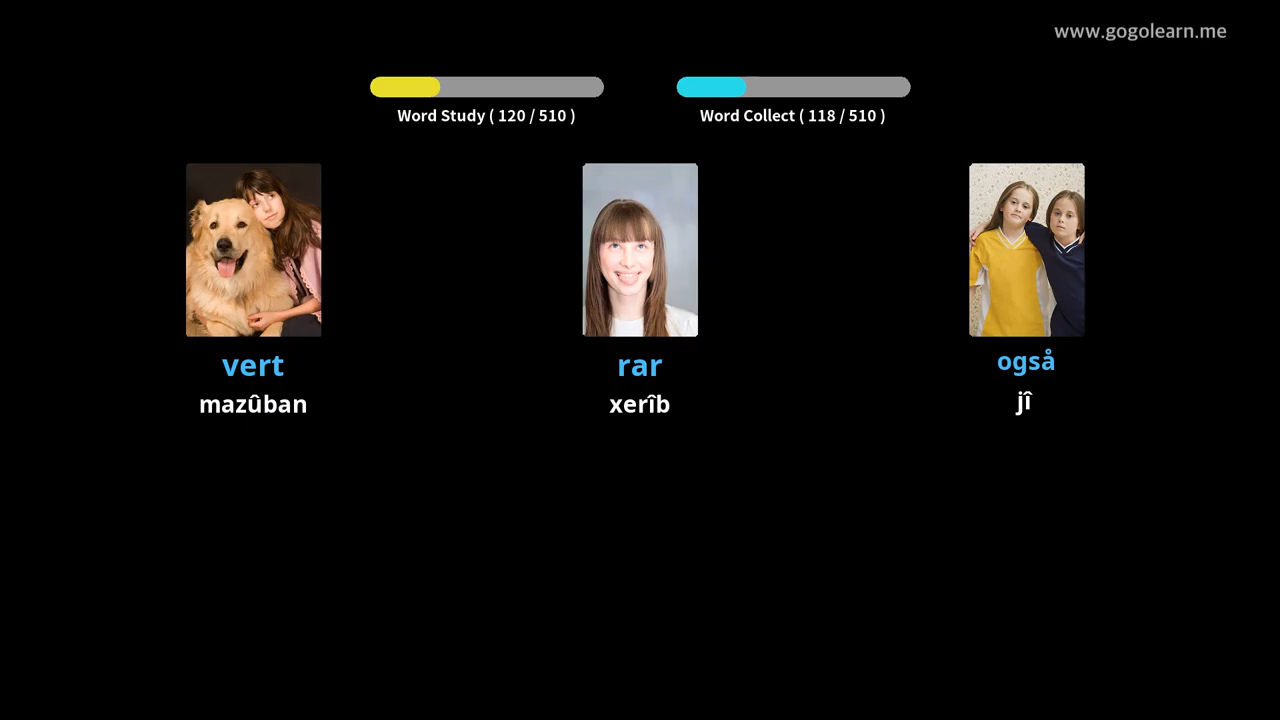 www.gogolearn.me
Word Study ( 120 / 510 )
Word Collect ( 118 / 510 )
vert
rar
også
mazûban
xerîb
jî